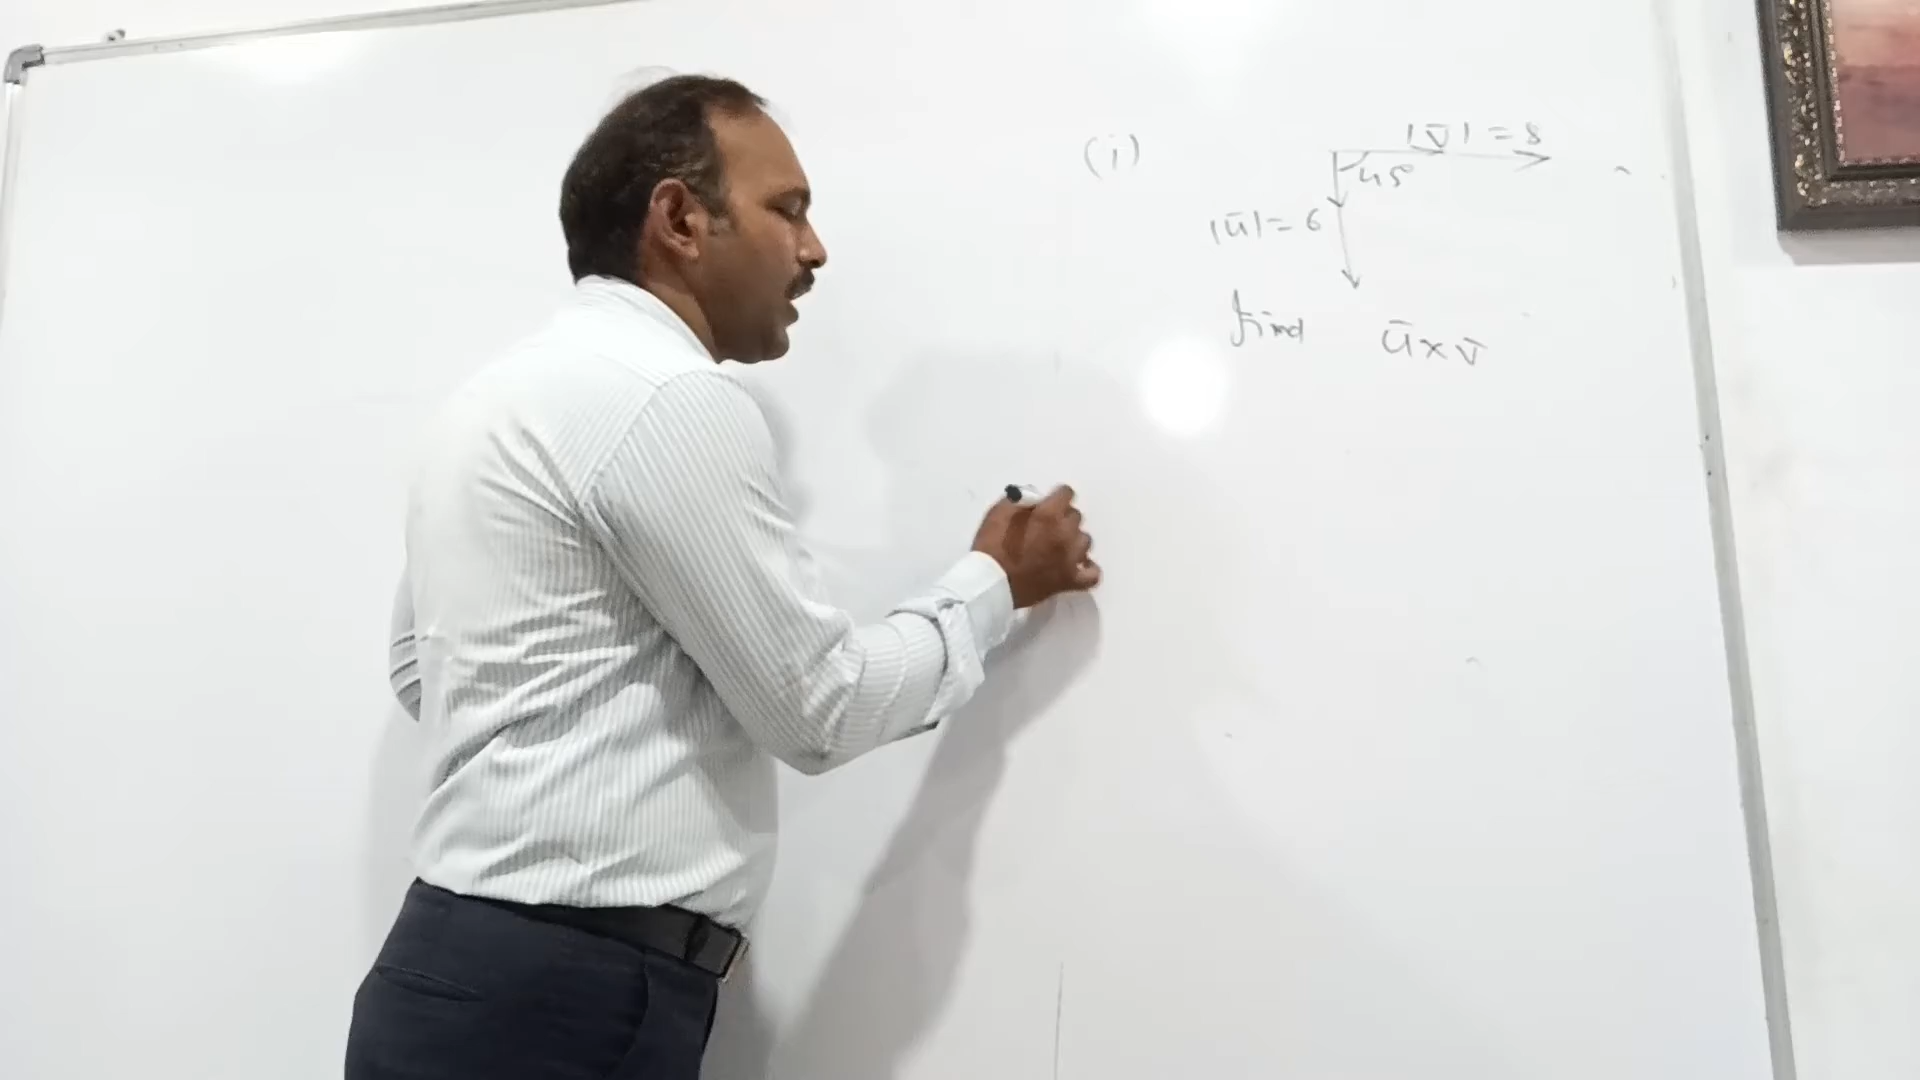 (i)
|v̄| = 8
45°
|ū| = 6
find ū × v̄